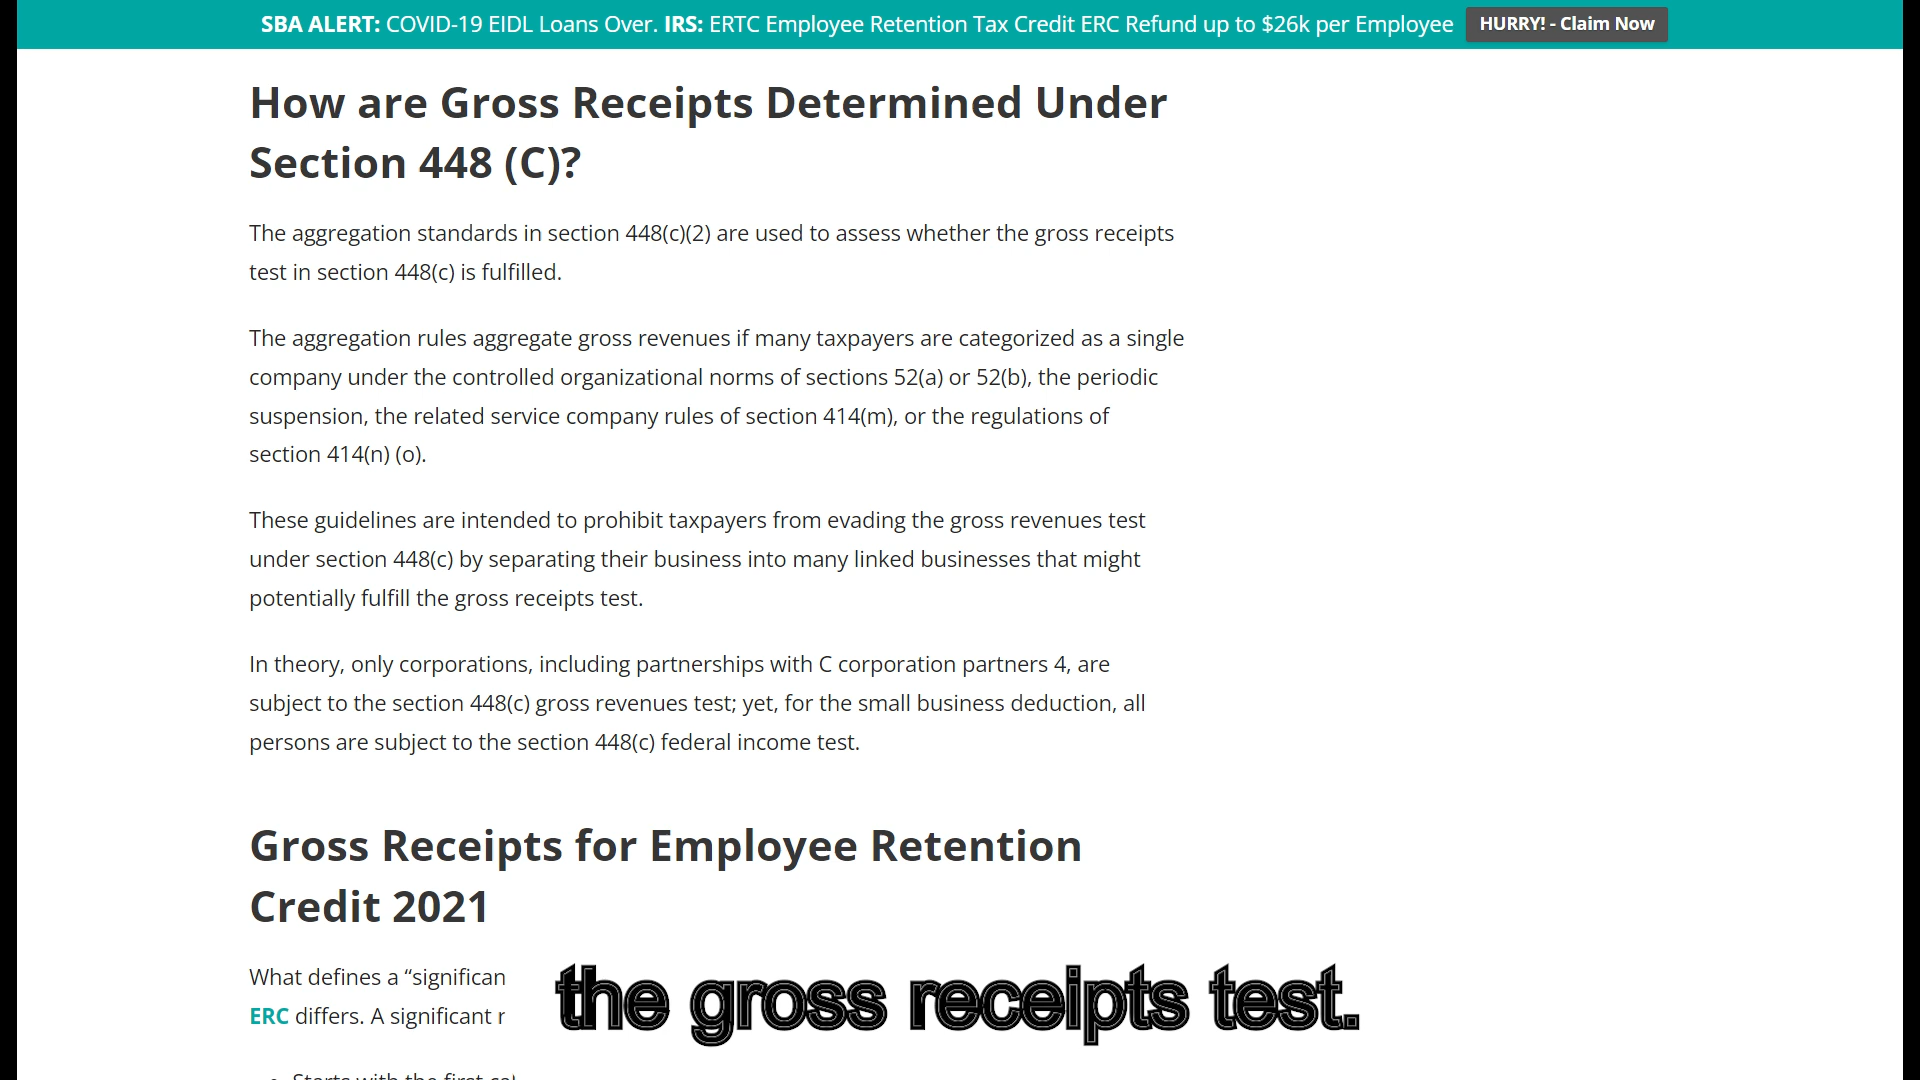 SBA ALERT: COVID-19 EIDL Loans Over. IRS: ERTC Employee Retention Tax Credit ERC Refund up to $26k per Employee HURRY! - Claim Now
How are Gross Receipts Determined Under
Section 448 (C)?
The aggregation standards in section 448(c)(2) are used to assess whether the gross receipts
test in section 448(c) is fulfilled.
The aggregation rules aggregate gross revenues if many taxpayers are categorized as a single
company under the controlled organizational norms of sections 52(a) or 52(b), the periodic
suspension, the related service company rules of section 414(m), or the regulations of
section 414(n) (o).
These guidelines are intended to prohibit taxpayers from evading the gross revenues test
under section 448(c) by separating their business into many linked businesses that might
potentially fulfill the gross receipts test.
In theory, only corporations, including partnerships with C corporation partners 4, are
subject to the section 448(c) gross revenues test; yet, for the small business deduction, all
persons are subject to the section 448(c) federal income test.
Gross Receipts for Employee Retention
Credit 2021
What defines a “significan
ERC differs. A significant r
the gross receipts test.
Starts with the first